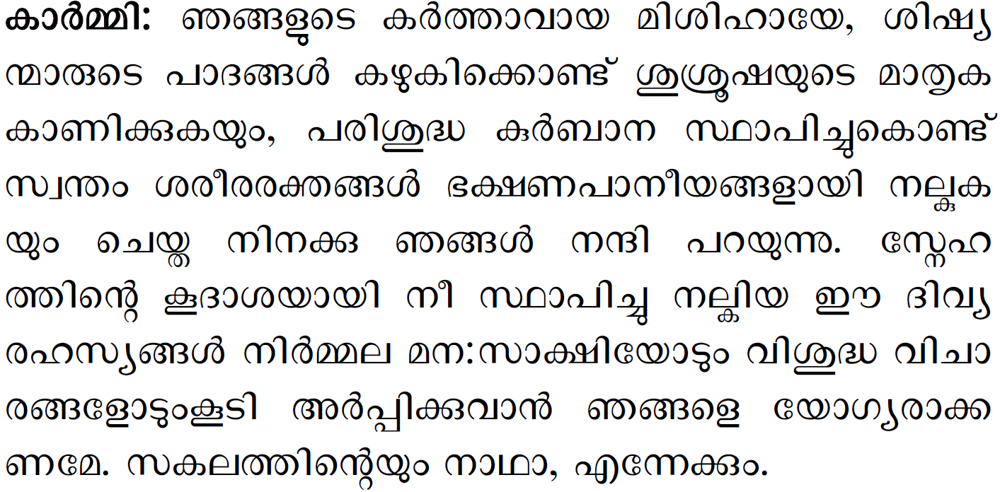 കാർമ്മി: ഞങ്ങളുടെ കർത്താവായ മിശിഹായേ, ശിഷ്യ
ന്മാരുടെ പാദങ്ങൾ കഴുകിക്കൊണ്ട് ശുശ്രൂഷയുടെ മാതൃക
കാണിക്കുകയും, പരിശുദ്ധ കുർബാന സ്ഥാപിച്ചുകൊണ്ട്
സ്വന്തം ശരീരരക്തങ്ങൾ ഭക്ഷണപാനീയങ്ങളായി നല്കുക
യും ചെയ്ത നിനക്കു ഞങ്ങൾ നന്ദി പറയുന്നു. സ്നേഹ
ത്തിന്റെ കൂദാശയായി നീ സ്ഥാപിച്ചു നല്കിയ ഈ ദിവ്യ
രഹസ്യങ്ങൾ നിർമ്മല മന:സാക്ഷിയോടും വിശുദ്ധ വിചാ
രങ്ങളോടുംകൂടി അർപ്പിക്കുവാൻ ഞങ്ങളെ യോഗ്യരാക്ക
ണമേ. സകലത്തിന്റെയും നാഥാ, എന്നേക്കും.